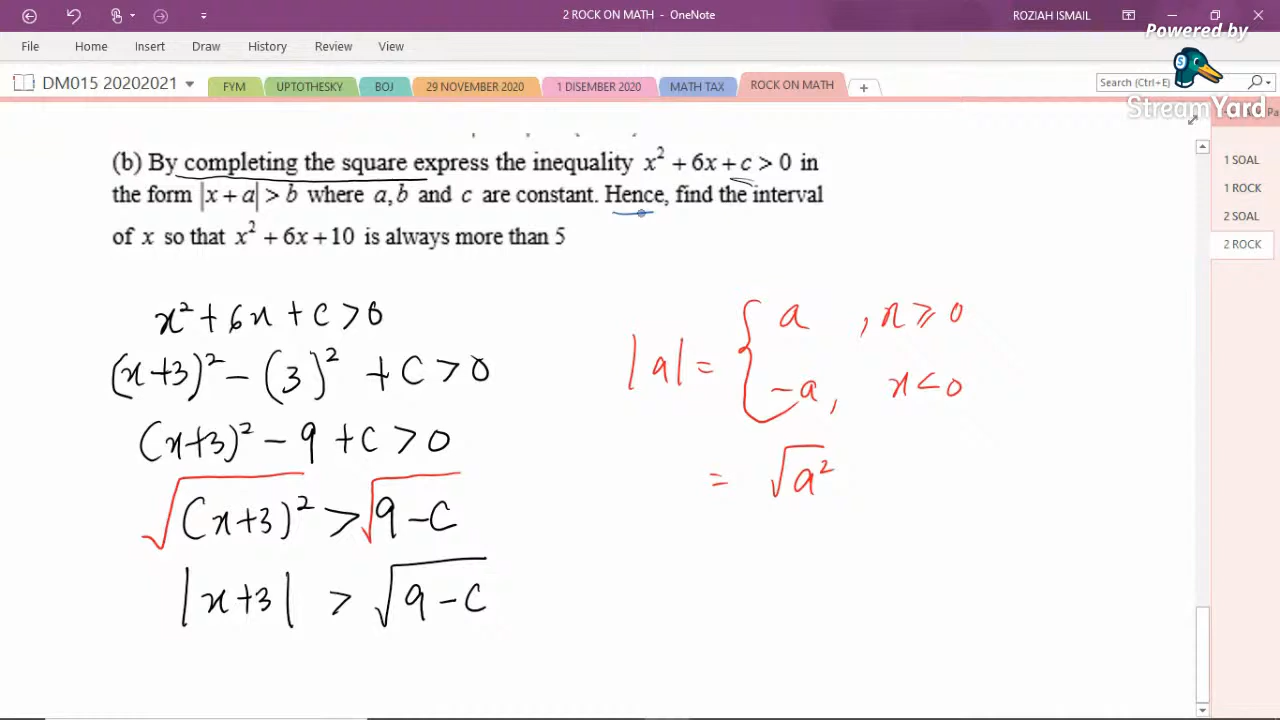 2 ROCK ON MATH - OneNote
ROZIAH ISMAIL
Powered by
StreamYard
File Home Insert Draw History Review View
DM015 20202021
FYM UPTOTHESKY BOJ 29 NOVEMBER 2020 1 DISEMBER 2020 MATH TAX ROCK ON MATH +
Search (Ctrl+E)
1 SOAL
1 ROCK
2 SOAL
2 ROCK
(b) By completing the square express the inequality x² + 6x + c > 0 in
the form |x + a| > b where a, b and c are constant. Hence, find the interval
of x so that x² + 6x + 10 is always more than 5
x² + 6x + c > 0
(x+3)² - (3)² + c > 0
(x+3)² - 9 + c > 0
√(x+3)² > √9 - c
|x+3| > √9 - c
|a| = { a , x ≥ 0
-a, x < 0
= √a²